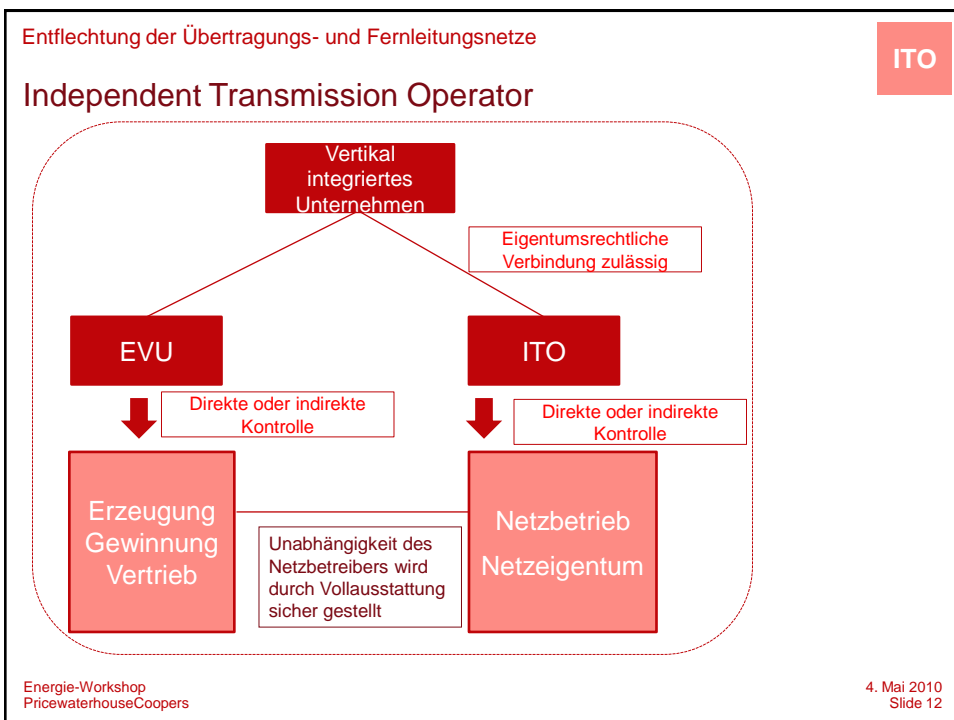 Entflechtung der Übertragungs- und Fernleitungsnetze
ITO
Independent Transmission Operator
Vertikal
integriertes
Unternehmen
Eigentumsrechtliche
Verbindung zulässig
EVU
ITO
Direkte oder indirekte
Kontrolle
Direkte oder indirekte
Kontrolle
Erzeugung
Gewinnung
Vertrieb
Unabhängigkeit des
Netzbetreibers wird
durch Vollausstattung
sicher gestellt
Netzbetrieb
Netzeigentum
Energie-Workshop
PricewaterhouseCoopers
4. Mai 2010
Slide 12